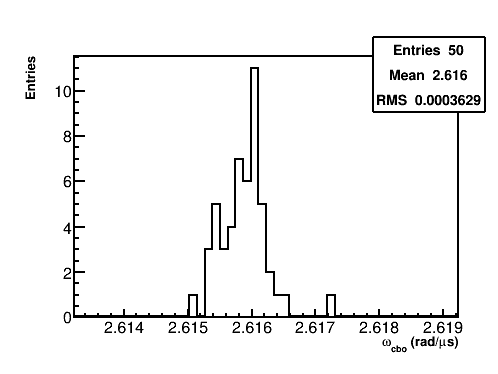 Entries 50
Mean 2.616
RMS 0.0003629
Entries
10
8
6
4
2
0
2.614 2.615 2.616 2.617 2.618 2.619
ω_cbo (rad/μs)